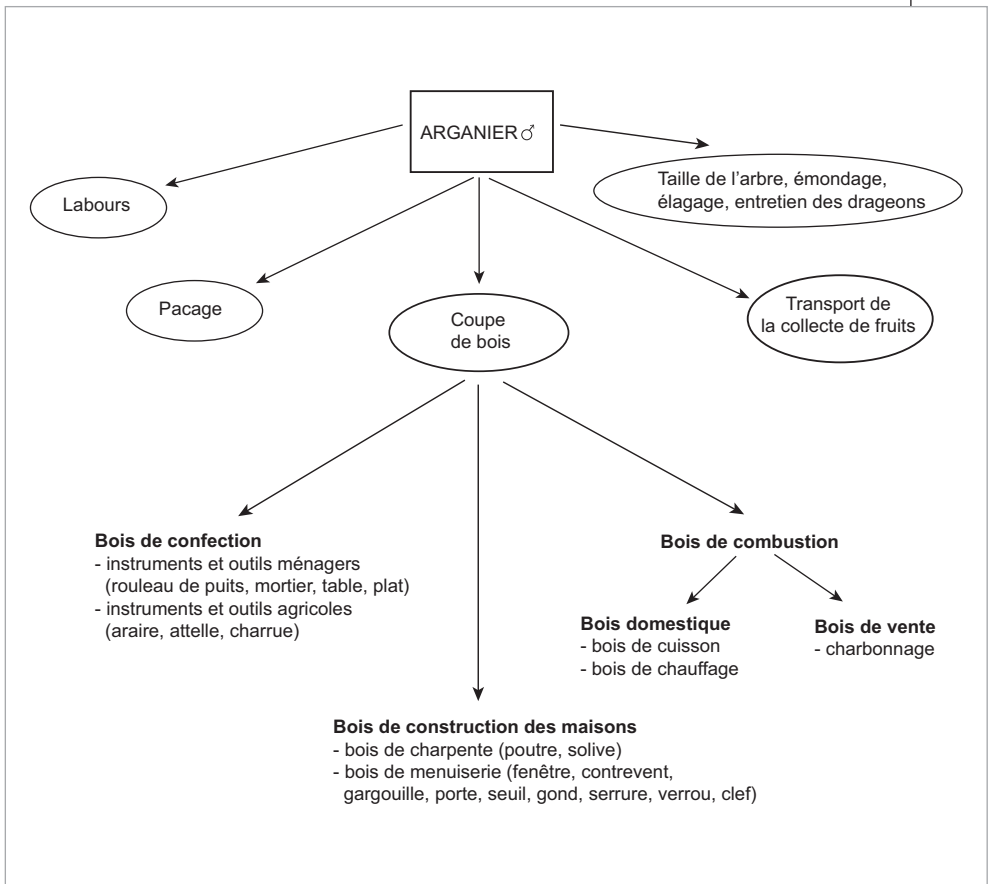 ARGANIER♂
Labours
Taille de l'arbre, émondage,
élagage, entretien des drageons
Pacage
Coupe
de bois
Transport de
la collecte de fruits
Bois de confection
- instruments et outils ménagers
(rouleau de puits, mortier, table, plat)
- instruments et outils agricoles
(araire, attelle, charrue)
Bois de combustion
Bois domestique
- bois de cuisson
- bois de chauffage
Bois de vente
- charbonnage
Bois de construction des maisons
- bois de charpente (poutre, solive)
- bois de menuiserie (fenêtre, contrevent,
gargouille, porte, seuil, gond, serrure, verrou, clef)